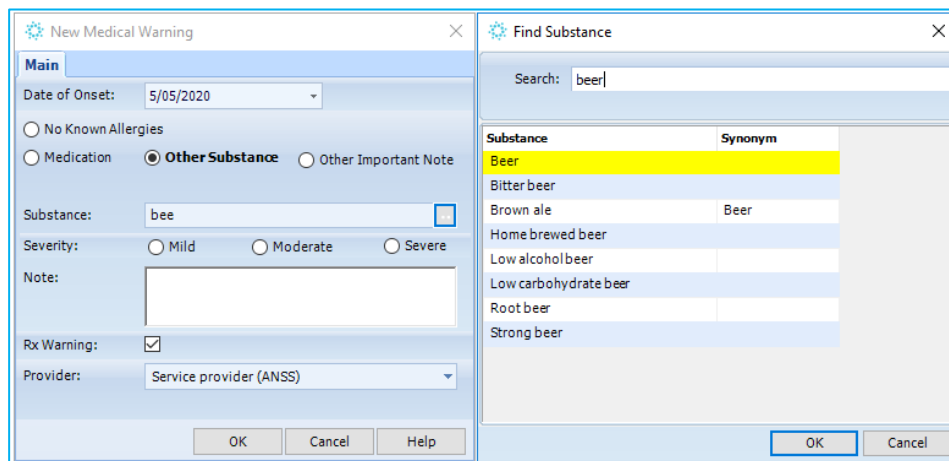 New Medical Warning
Main
Date of Onset: 5/05/2020
No Known Allergies
Medication Other Substance Other Important Note
Substance: bee ..
Severity: Mild Moderate Severe
Note:
Rx Warning:
Provider: Service provider (ANSS)
OK Cancel Help
Find Substance
Search: beer
Substance Synonym
Beer
Bitter beer
Brown ale Beer
Home brewed beer
Low alcohol beer
Low carbohydrate beer
Root beer
Strong beer
OK Cancel